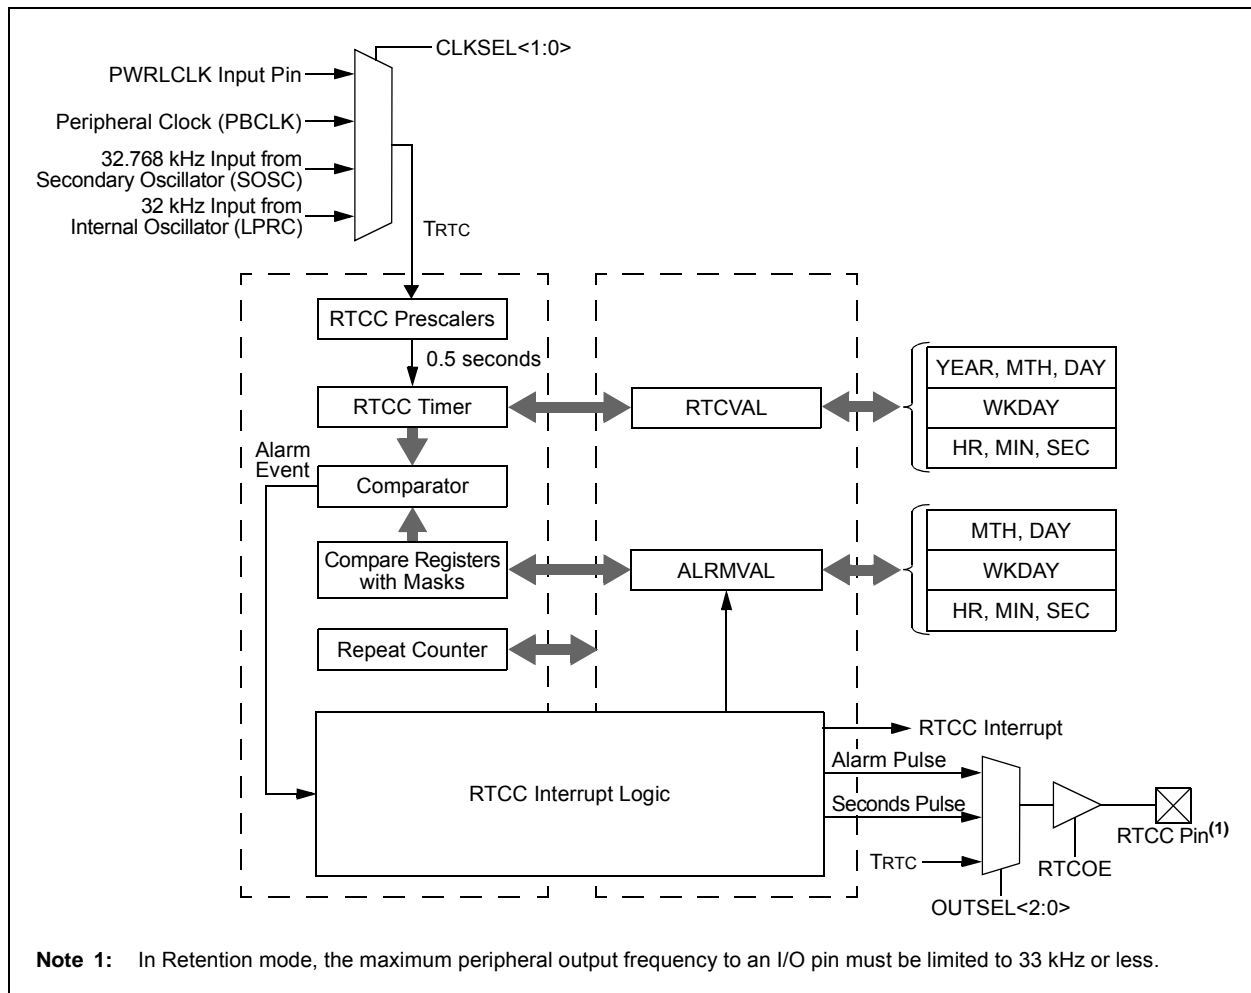 CLKSEL<1:0>
PWRLCLK Input Pin
Peripheral Clock (PBCLK)
32.768 kHz Input from
Secondary Oscillator (SOSC)
32 kHz Input from
Internal Oscillator (LPRC)
TRTC
RTCC Prescalers
0.5 seconds
RTCC Timer
RTCVAL
YEAR, MTH, DAY
WKDAY
HR, MIN, SEC
Alarm
Event
Comparator
Compare Registers
with Masks
ALRMVAL
MTH, DAY
WKDAY
HR, MIN, SEC
Repeat Counter
RTCC Interrupt Logic
RTCC Interrupt
Alarm Pulse
Seconds Pulse
TRTC
RTCC Pin(1)
RTCOE
OUTSEL<2:0>
Note 1: In Retention mode, the maximum peripheral output frequency to an I/O pin must be limited to 33 kHz or less.